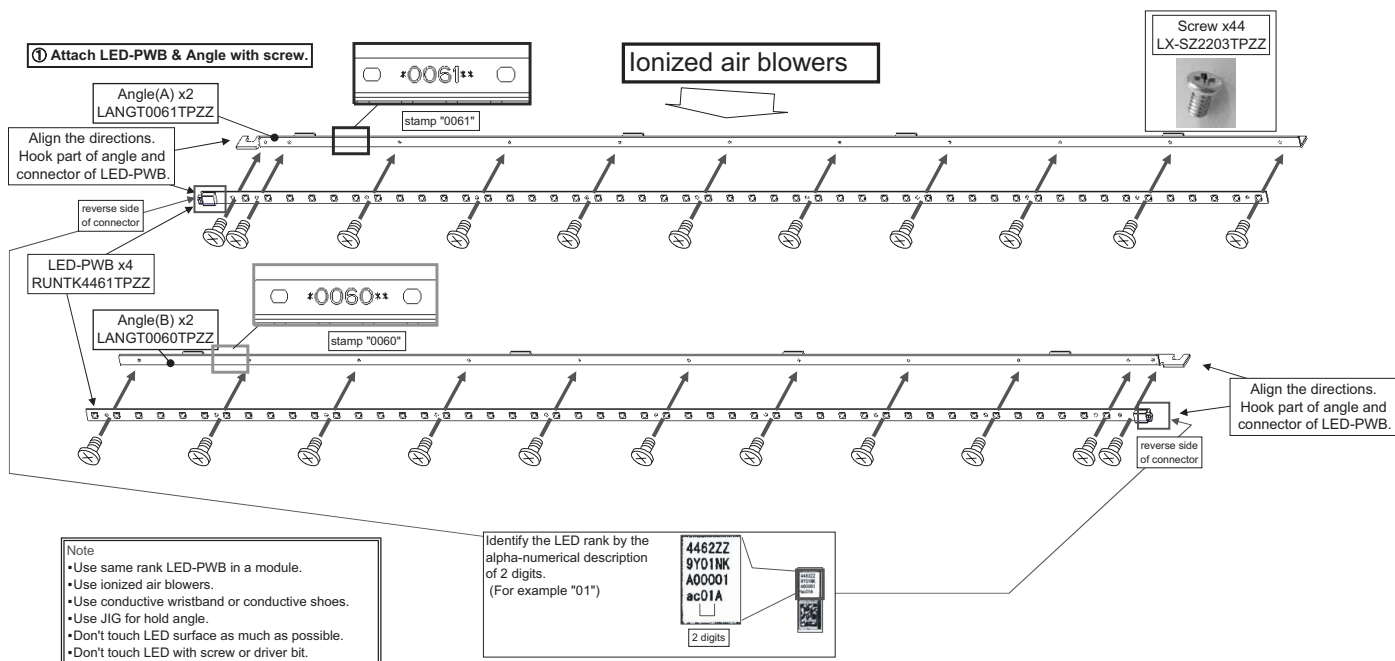 ① Attach LED-PWB & Angle with screw.
*0061**
stamp "0061"
Ionized air blowers
Screw x44
LX-SZ2203TPZZ
Angle(A) x2
LANGT0061TPZZ
Align the directions.
Hook part of angle and
connector of LED-PWB.
reverse side
of connector
LED-PWB x4
RUNTK4461TPZZ
*0060**
stamp "0060"
Angle(B) x2
LANGT0060TPZZ
Align the directions.
Hook part of angle and
connector of LED-PWB.
reverse side
of connector
Note
•Use same rank LED-PWB in a module.
•Use ionized air blowers.
•Use conductive wristband or conductive shoes.
•Use JIG for hold angle.
•Don't touch LED surface as much as possible.
•Don't touch LED with screw or driver bit.
Identify the LED rank by the
alpha-numerical description
of 2 digits.
(For example "01")
4462ZZ
9Y01NK
A00001
ac01A
2 digits
4462ZZ
9Y01NK
A00001
ac01A